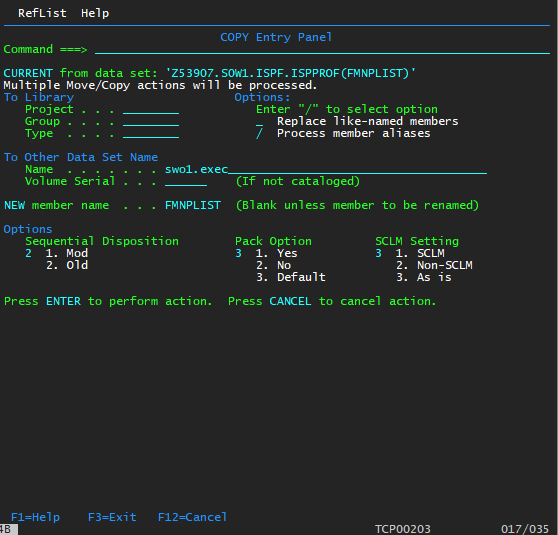 RefList  Help
COPY Entry Panel
Command ===>
CURRENT from data set: 'Z53907.SOW1.ISPF.ISPPROF(FMNPLIST)'
Multiple Move/Copy actions will be processed.
To Library  Options:
Project . . .  Enter "/" to select option
Group . . . .  _  Replace like-named members
Type  . . . .  /  Process member aliases
To Other Data Set Name
Name  . . . . . . . swo1.exec
Volume Serial . . .  (If not cataloged)
NEW member name  . . . FMNPLIST  (Blank unless member to be renamed)
Options
Sequential Disposition  Pack Option  SCLM Setting
2  1. Mod  3  1. Yes  3  1. SCLM
2. Old  2. No  2. Non-SCLM
3. Default  3. As is
Press ENTER to perform action.  Press CANCEL to cancel action.
F1=Help  F3=Exit  F12=Cancel
4B  TCP00203  017/035